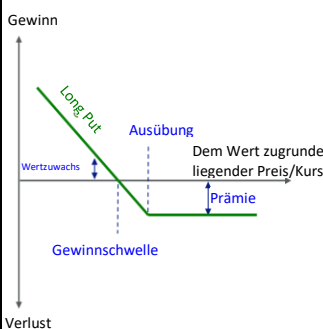 Gewinn
Long Put
Ausübung
Dem Wert zugrunde
liegender Preis/Kurs
Wertzuwachs
Prämie
Gewinnschwelle
Verlust